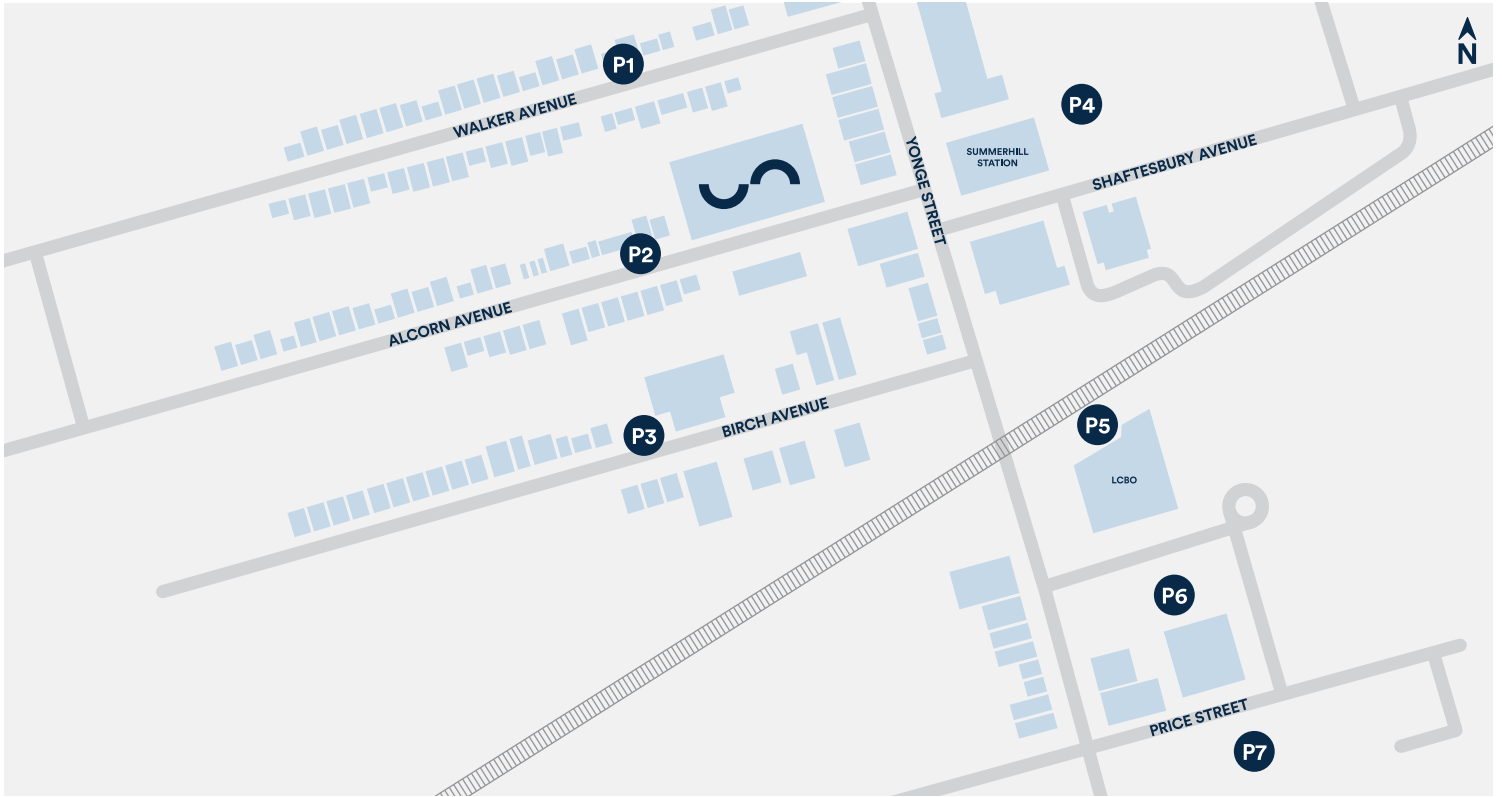 P1
N
WALKER AVENUE
P4
YONGE STREET
SUMMERHILL
STATION
SHAFTESBURY AVENUE
P2
ALCORN AVENUE
BIRCH AVENUE
P3
P5
LCBO
P6
PRICE STREET
P7